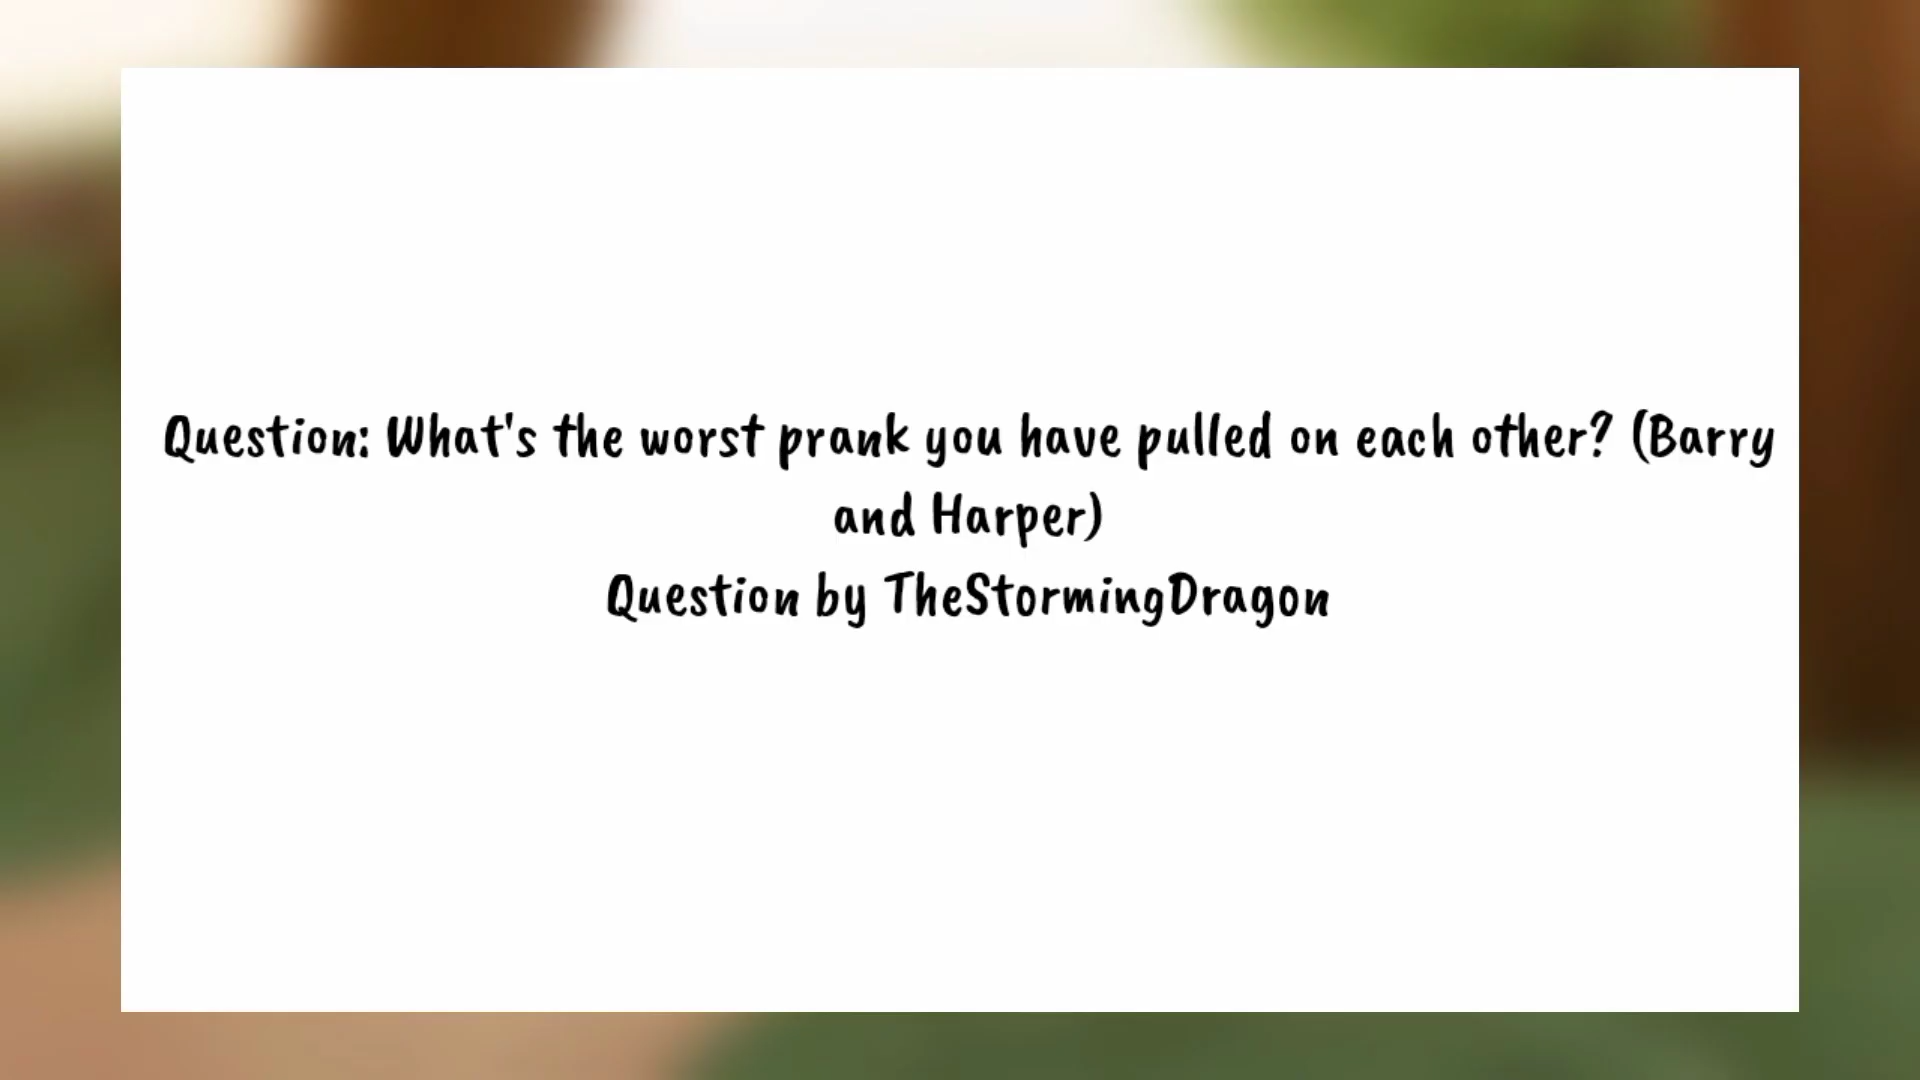 Question: What's the worst prank you have pulled on each other? (Barry
and Harper)
Question by TheStormingDragon